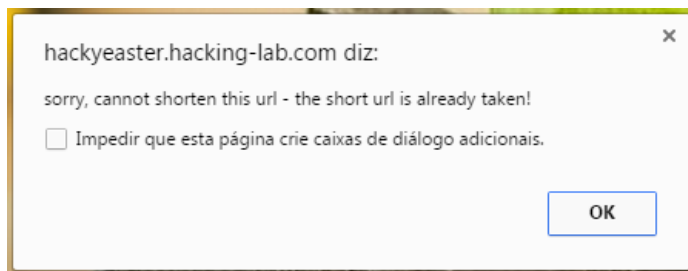 hackyeaster.hacking-lab.com diz:
sorry, cannot shorten this url - the short url is already taken!
Impedir que esta página crie caixas de diálogo adicionais.
OK